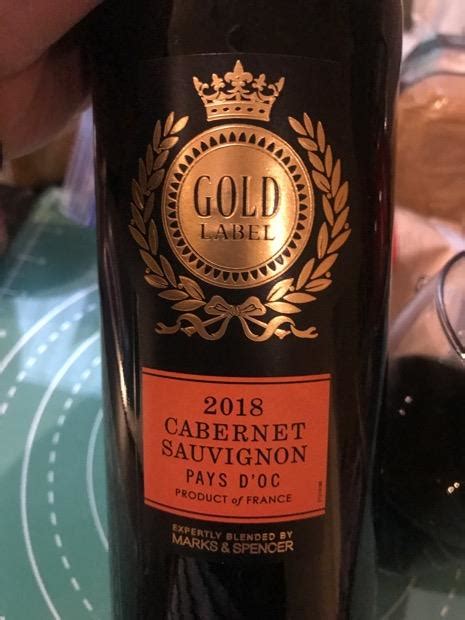 GOLD
LABEL
2018
CABERNET
SAUVIGNON
PAYS D'OC
PRODUCT of FRANCE
EXPERTLY BLENDED BY
MARKS & SPENCER